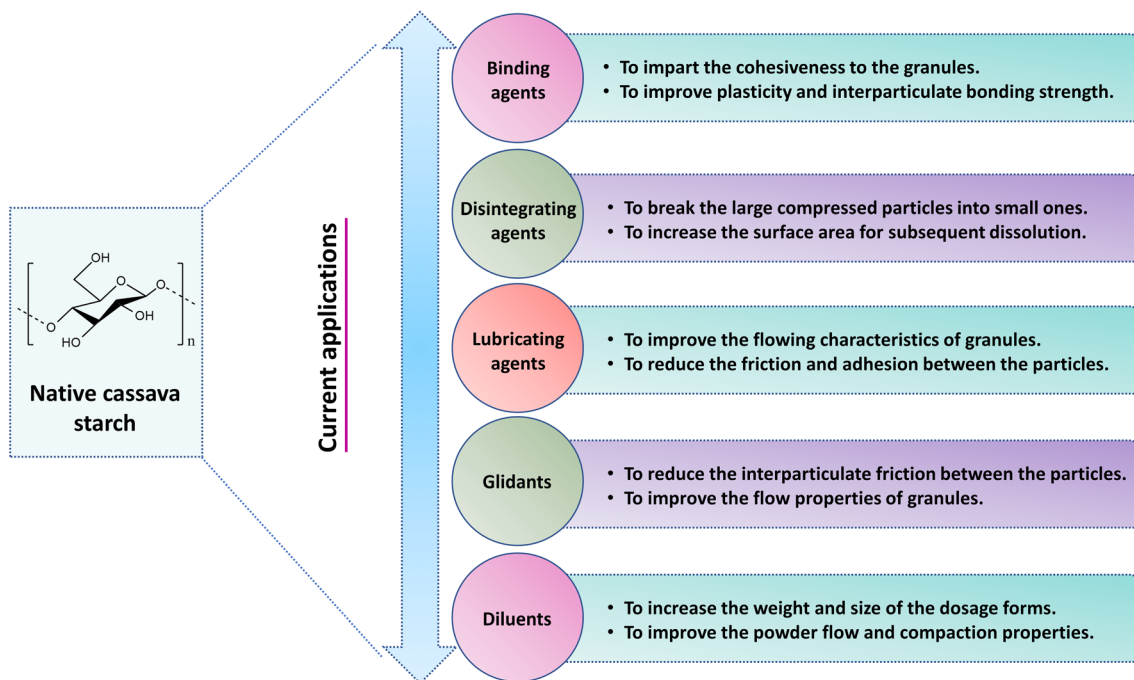 Binding
agents
• To impart the cohesiveness to the granules.
• To improve plasticity and interparticulate bonding strength.
Disintegrating
agents
• To break the large compressed particles into small ones.
• To increase the surface area for subsequent dissolution.
Lubricating
agents
• To improve the flowing characteristics of granules.
• To reduce the friction and adhesion between the particles.
Glidants
• To reduce the interparticulate friction between the particles.
• To improve the flow properties of granules.
Diluents
• To increase the weight and size of the dosage forms.
• To improve the powder flow and compaction properties.
Current applications
OH
O
O
O
OH
HO
n
Native cassava
starch